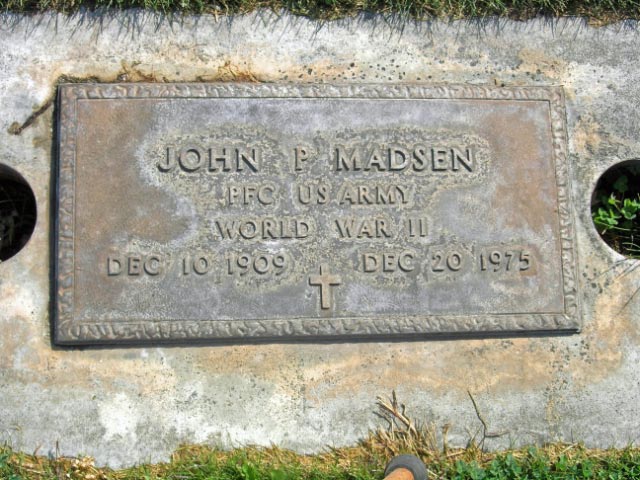 JOHN P MADSEN
PFC US ARMY
WORLD WAR II
DEC 10 1909 DEC 20 1975